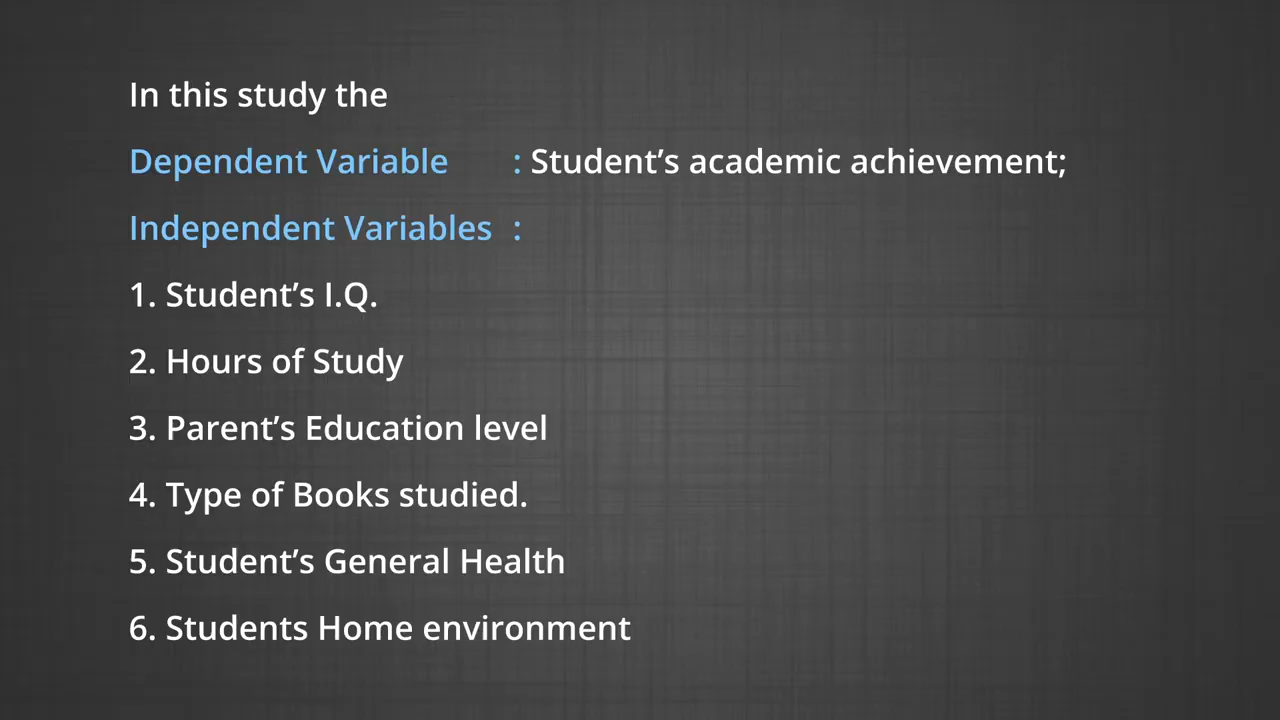 In this study the
Dependent Variable : Student’s academic achievement;
Independent Variables :
1. Student’s I.Q.
2. Hours of Study
3. Parent’s Education level
4. Type of Books studied.
5. Student’s General Health
6. Students Home environment